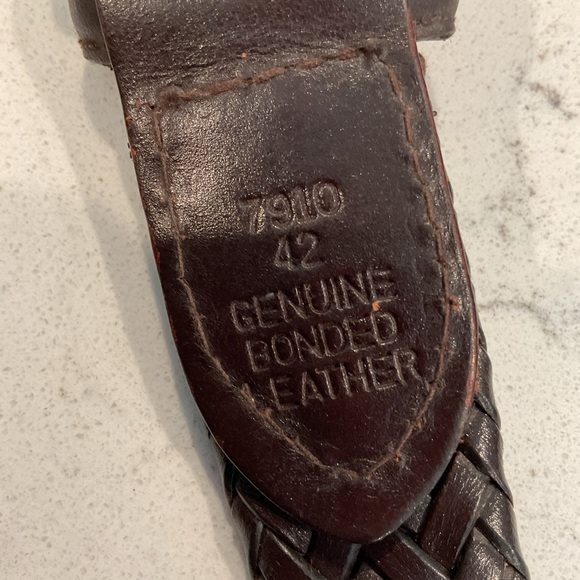 7910
42
GENUINE
BONDED
LEATHER